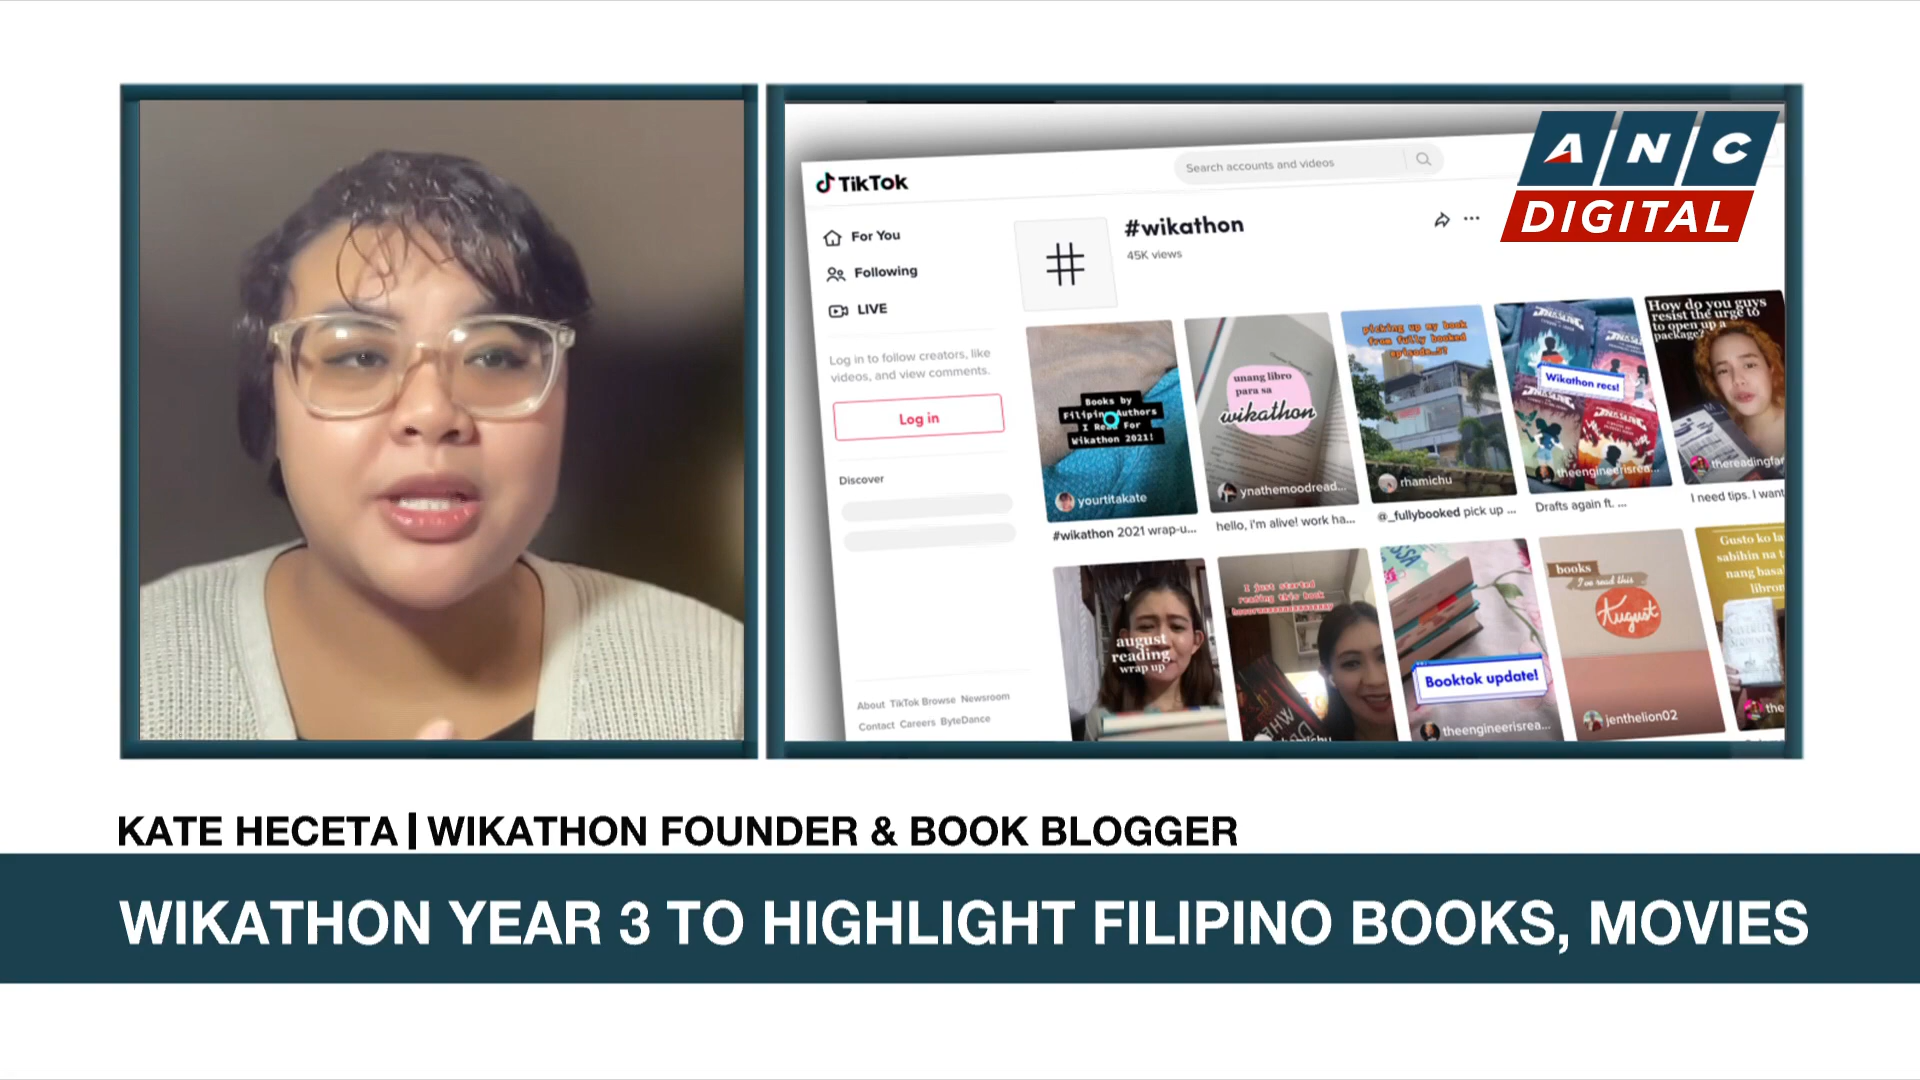 ANC
DIGITAL
TikTok
Search accounts and videos
For You
Following
LIVE
Log in to follow creators, like
videos, and view comments.
Log in
Discover
About TikTok Browse Newsroom
Contact Careers ByteDance
#wikathon
45K views
Books by
Filipino Authors
I Read For
Wikathon 2021!
yourtitakate
#wikathon 2021 wrap-u...
unang libro
para sa
wikathon
ynathemoodread...
hello, i'm alive! work ha...
picking up my book
from fully booked
episode..5?
rhamichu
@_fullybooked pick up ...
Wikathon recs!
theengineerisrea...
Drafts again ft. ...
How do you guys
resist the urge to
to open up a
package?
thereadingfa
I need tips. I want
august
reading
wrap up
I just started
reading this book
Booktok update!
theengineerisrea...
books
I've read this
August
jenthelion02
Gusto ko la
sabihin na t
nang basa
libron
the
KATE HECETA | WIKATHON FOUNDER & BOOK BLOGGER
WIKATHON YEAR 3 TO HIGHLIGHT FILIPINO BOOKS, MOVIES